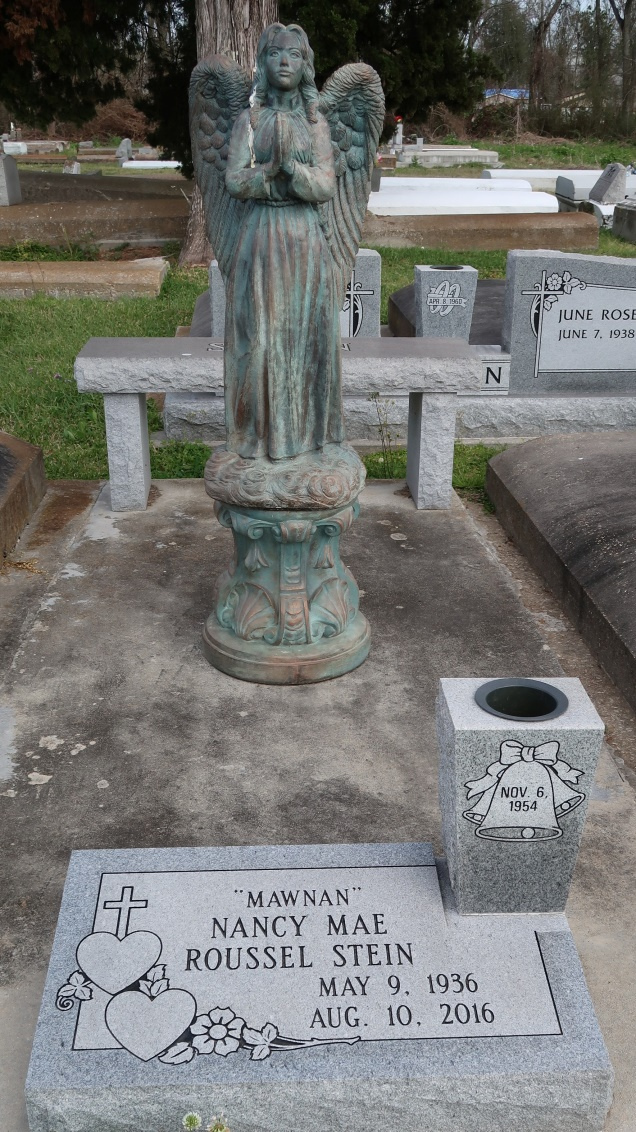 APR. 8, 1960
JUNE ROSE
JUNE 7, 1938
N
NOV. 6,
1954
"MAWNAN"
NANCY MAE
ROUSSEL STEIN
MAY 9, 1936
AUG. 10, 2016